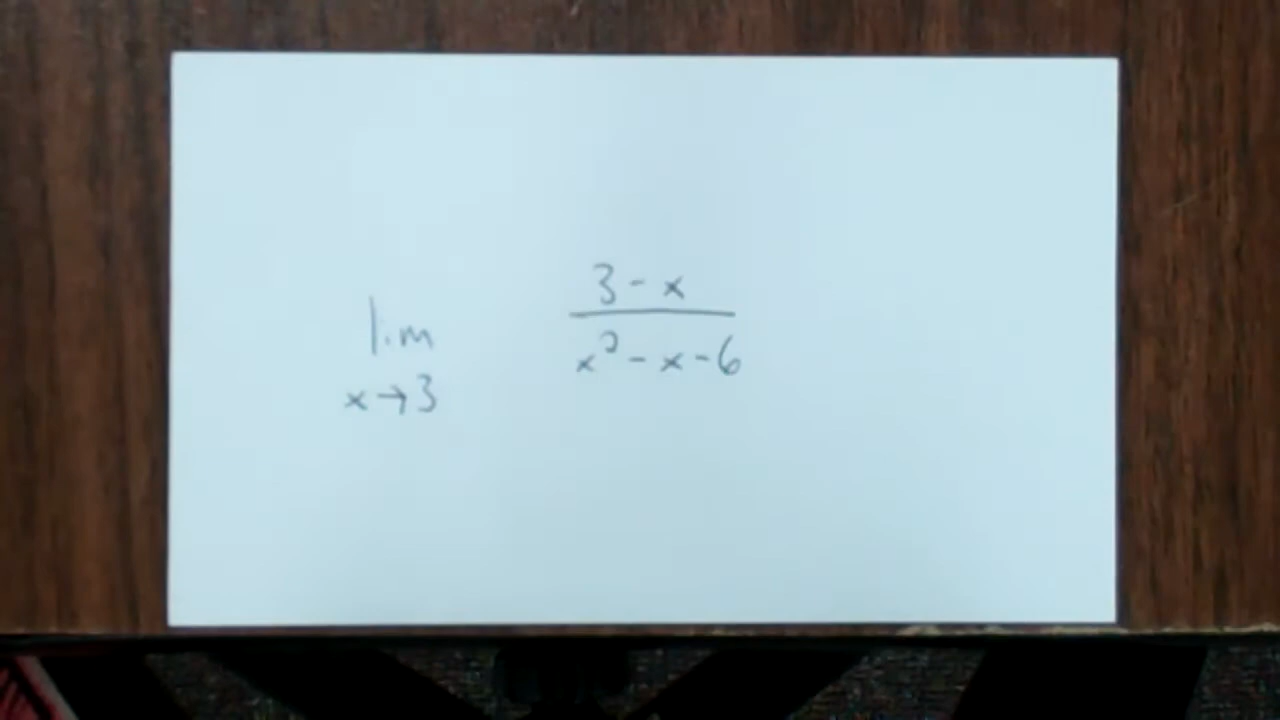 lim x→3 3 - x / x² - x - 6